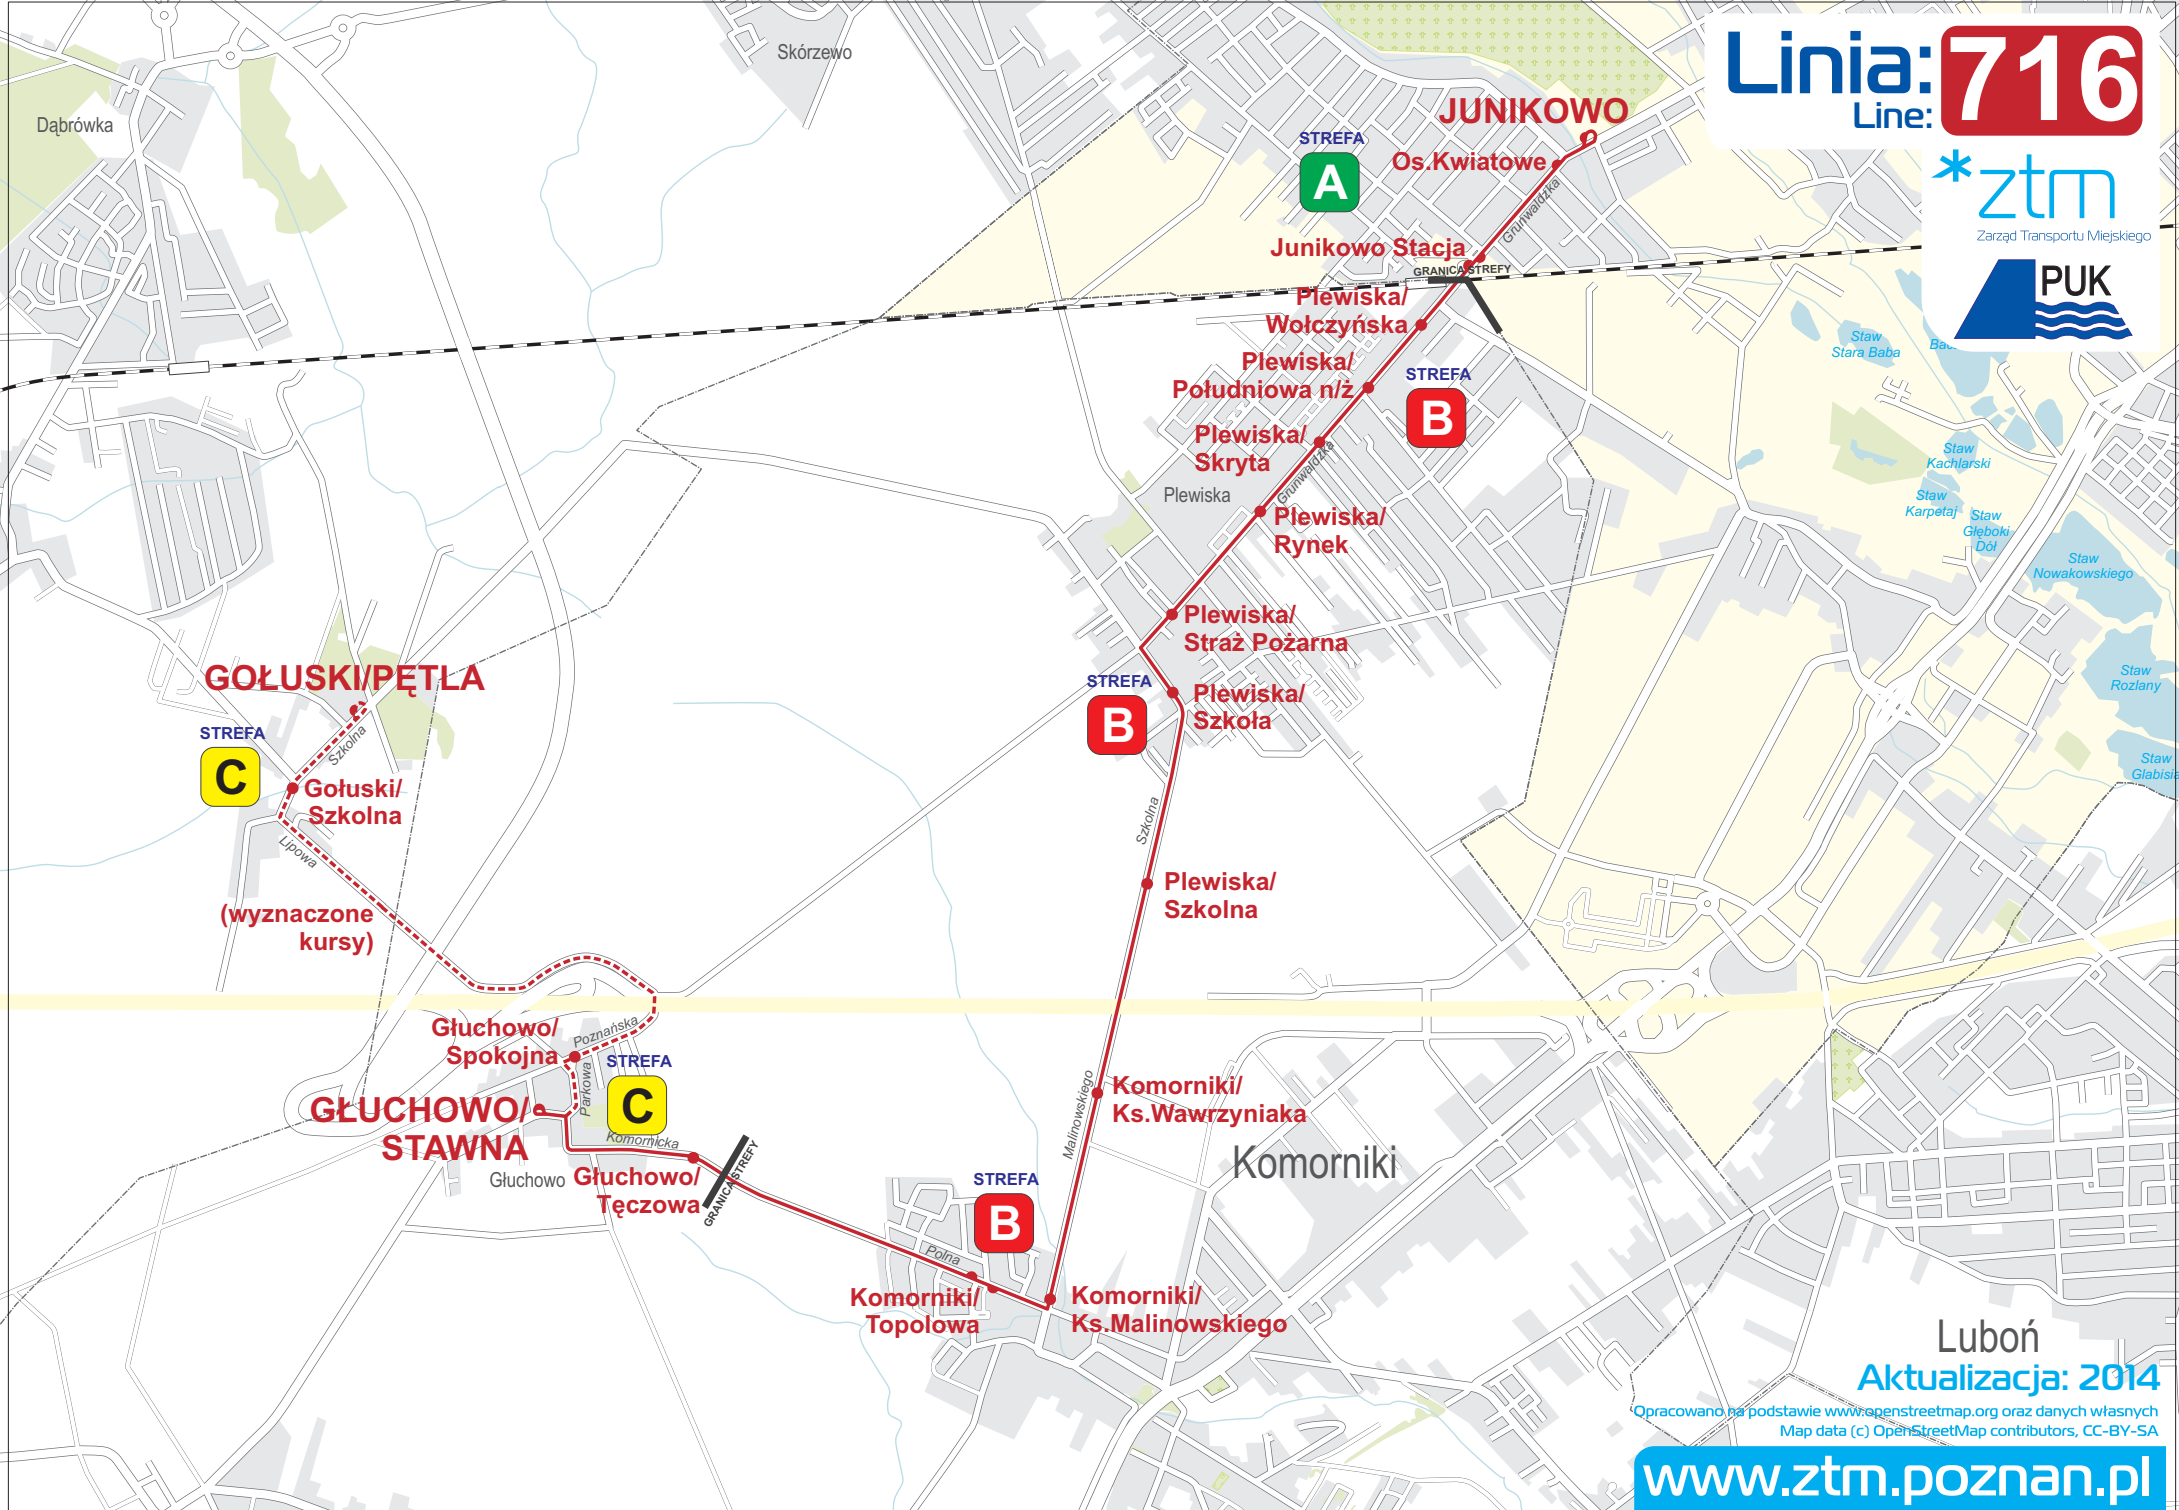 Linia:
Line:
716
ztm
Zarząd Transportu Miejskiego
PUK
Skórzewo
Dąbrówka
JUNIKOWO
STREFA
A
Os.Kwiatowe
Grunwaldzka
Junikowo Stacja
GRANICA STREFY
Plewiska/
Wołczyńska
Plewiska/
Południowa n/ż
STREFA
B
Plewiska/
Skryta
Grunwaldzka
Plewiska
Plewiska/
Rynek
Plewiska/
Straż Pożarna
STREFA
B
Plewiska/
Szkoła
Szkolna
Plewiska/
Szkolna
Staw
Stara Baba
Staw
Kachlarski
Staw
Karpetaj
Staw
Głęboki
Dół
Staw
Nowakowskiego
Staw
Rozlany
Staw
Glabisia
GOŁUSKI/PĘTLA
STREFA
C
Szkolna
Gołuski/
Szkolna
Lipowa
(wyznaczone
kursy)
Głuchowo/
Spokojna
Poznańska
STREFA
C
Parkowa
GŁUCHOWO/
STAWNA
Komornicka
Głuchowo
Głuchowo/
Tęczowa
GRANICA STREFY
Malinowskiego
Komorniki/
Ks.Wawrzyniaka
Komorniki
STREFA
B
Polna
Komorniki/
Topolowa
Komorniki/
Ks.Malinowskiego
Luboń
Aktualizacja: 2014
Opracowano na podstawie www.openstreetmap.org oraz danych własnych
Map data (c) OpenStreetMap contributors, CC-BY-SA
www.ztm.poznan.pl